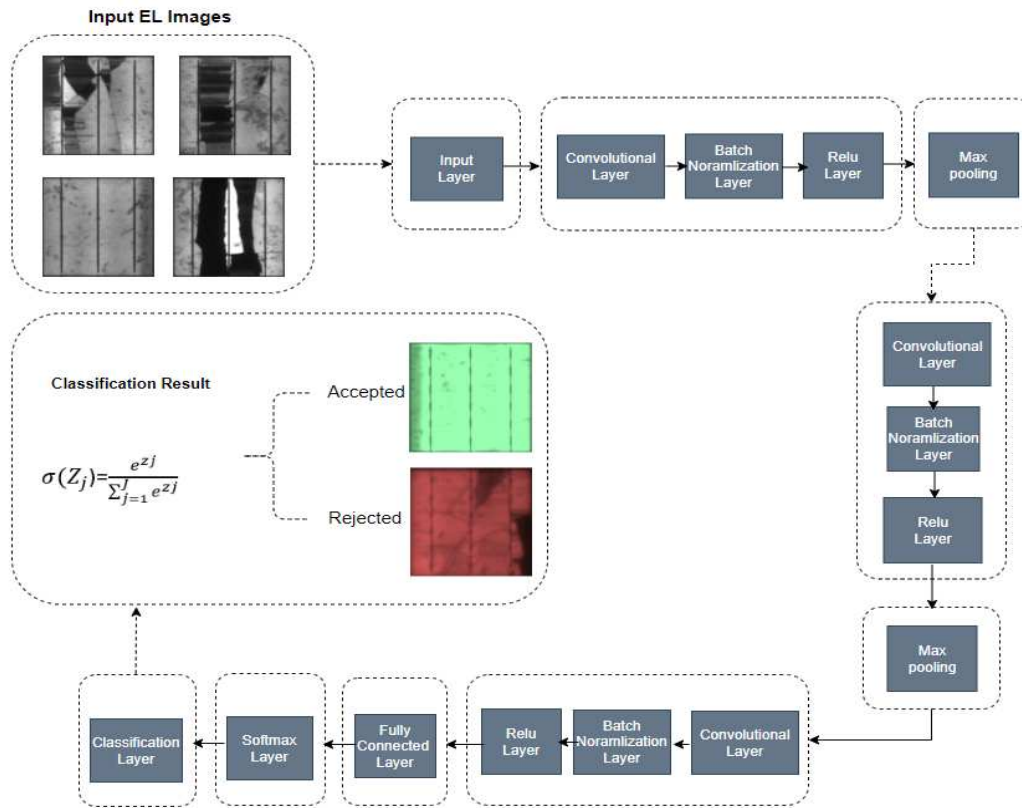 Input EL Images
Input
Layer
Convolutional
Layer
Batch
Noramlization
Layer
Relu
Layer
Max
pooling
Convolutional
Layer
Batch
Noramlization
Layer
Relu
Layer
Max
pooling
Convolutional
Layer
Batch
Noramlization
Layer
Relu
Layer
Fully
Connected
Layer
Softmax
Layer
Classification
Layer
Classification Result
σ(Z_j)=e^{zj}/∑_{j=1}^{J} e^{zj}
Accepted
Rejected